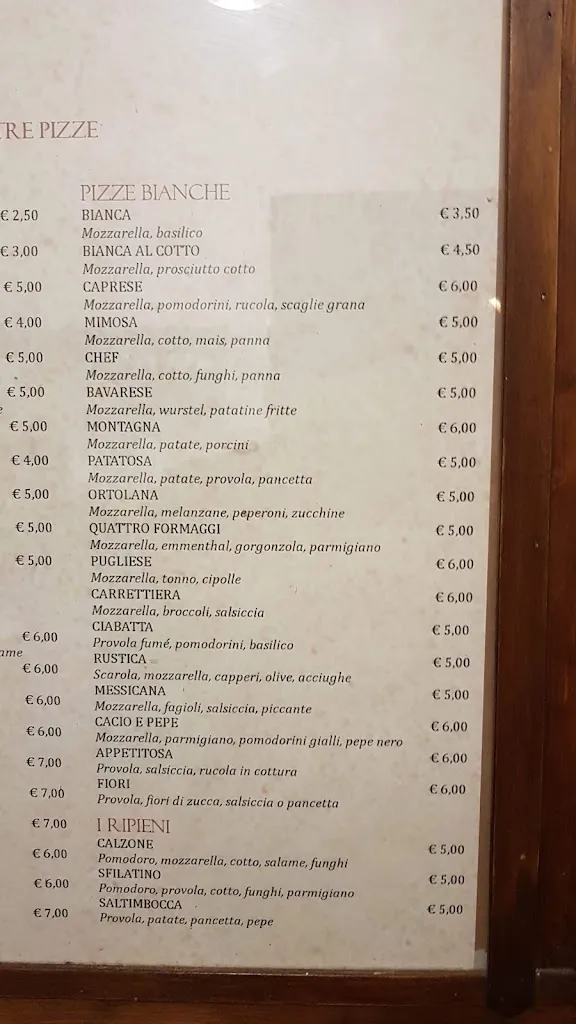 TRE PIZZE
PIZZE BIANCHE
€ 2,50 BIANCA € 3,50
Mozzarella, basilico
€ 3,00 BIANCA AL COTTO € 4,50
Mozzarella, prosciutto cotto
€ 5,00 CAPRESE € 6,00
Mozzarella, pomodorini, rucola, scaglie grana
€ 4,00 MIMOSA € 5,00
Mozzarella, cotto, mais, panna
€ 5,00 CHEF € 5,00
Mozzarella, cotto, funghi, panna
€ 5,00 BAVARESE € 5,00
e Mozzarella, wurstel, patatine fritte
€ 5,00 MONTAGNA € 6,00
Mozzarella, patate, porcini
€ 4,00 PATATOSA € 5,00
Mozzarella, patate, provola, pancetta
€ 5,00 ORTOLANA € 5,00
Mozzarella, melanzane, peperoni, zucchine
€ 5,00 QUATTRO FORMAGGI € 5,00
Mozzarella, emmenthal, gorgonzola, parmigiano
€ 5,00 PUGLIESE € 6,00
Mozzarella, tonno, cipolle
CARRETTIERA € 6,00
Mozzarella, broccoli, salsiccia
€ 6,00 CIABATTA € 5,00
Provola fumé, pomodorini, basilico
ame
€ 6,00 RUSTICA € 5,00
Scarola, mozzarella, capperi, olive, acciughe
€ 6,00 MESSICANA € 5,00
Mozzarella, fagioli, salsiccia, piccante
€ 6,00 CACIO E PEPE € 6,00
Mozzarella, parmigiano, pomodorini gialli, pepe nero
€ 7,00 APPETITOSA € 6,00
Provola, salsiccia, rucola in cottura
€ 7,00 FIORI € 6,00
Provola, fiori di zucca, salsiccia o pancetta
€ 7,00 I RIPIENI
€ 6,00 CALZONE € 5,00
Pomodoro, mozzarella, cotto, salame, funghi
€ 6,00 SFILATINO € 5,00
Pomodoro, provola, cotto, funghi, parmigiano
€ 7,00 SALTIMBOCCA € 5,00
Provola, patate, pancetta, pepe